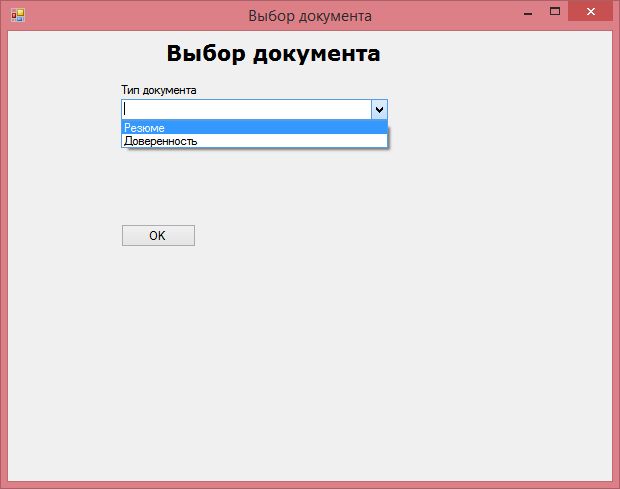 Выбор документа
Выбор документа
Тип документа
Резюме
Доверенность
OK